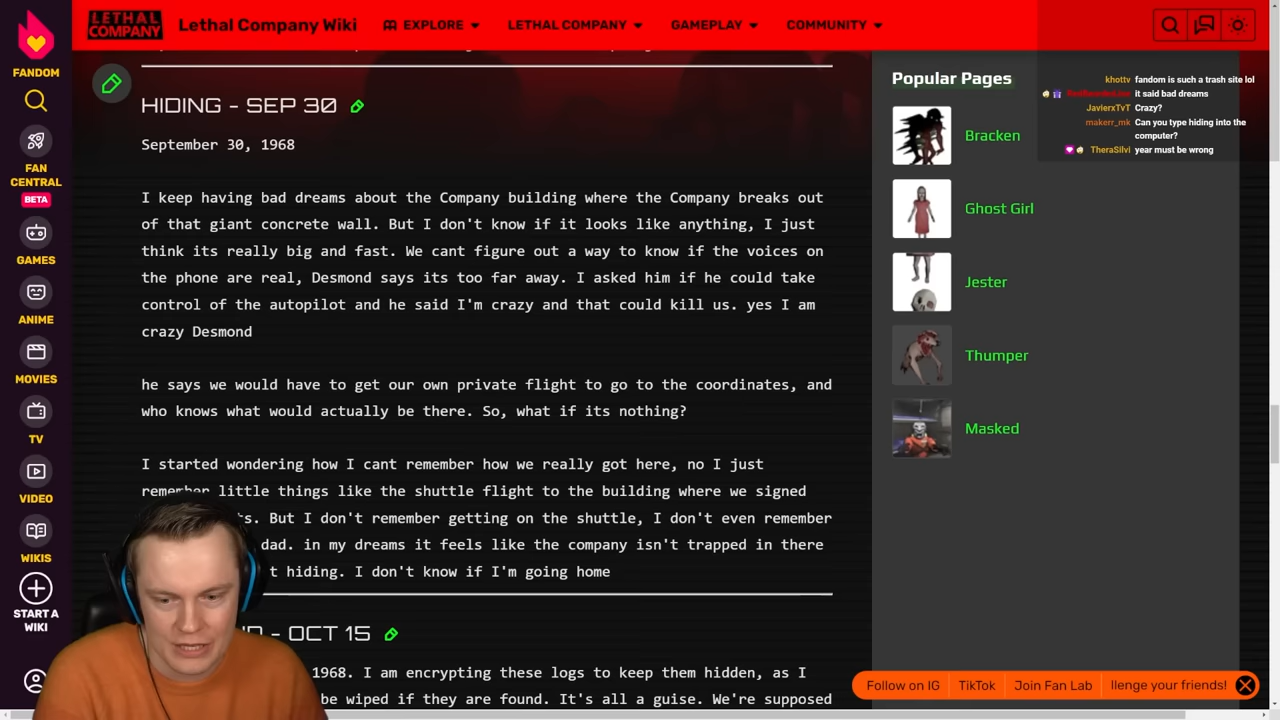 LETHAL COMPANY
Lethal Company Wiki
EXPLORE
LETHAL COMPANY
GAMEPLAY
COMMUNITY
FANDOM
FAN CENTRAL
BETA
GAMES
ANIME
MOVIES
TV
VIDEO
WIKIS
START A WIKI
HIDING - SEP 30
September 30, 1968
I keep having bad dreams about the Company building where the Company breaks out
of that giant concrete wall. But I don't know if it looks like anything, I just
think its really big and fast. We cant figure out a way to know if the voices on
the phone are real, Desmond says its too far away. I asked him if he could take
control of the autopilot and he said I'm crazy and that could kill us. yes I am
crazy Desmond
he says we would have to get our own private flight to go to the coordinates, and
who knows what would actually be there. So, what if its nothing?
I started wondering how I cant remember how we really got here, no I just
remember little things like the shuttle flight to the building where we signed
ts. But I don't remember getting on the shuttle, I don't even remember
dad. in my dreams it feels like the company isn't trapped in there
t hiding. I don't know if I'm going home
- OCT 15
1968. I am encrypting these logs to keep them hidden, as I
be wiped if they are found. It's all a guise. We're supposed
Popular Pages
Bracken
Ghost Girl
Jester
Thumper
Masked
khottv fandom is such a trash site lol
it said bad dreams
JavierxTvT Crazy?
makerr_mk Can you type hiding into the
computer?
TheraSilvi year must be wrong
Follow on IG
TikTok
Join Fan Lab
llenge your friends!